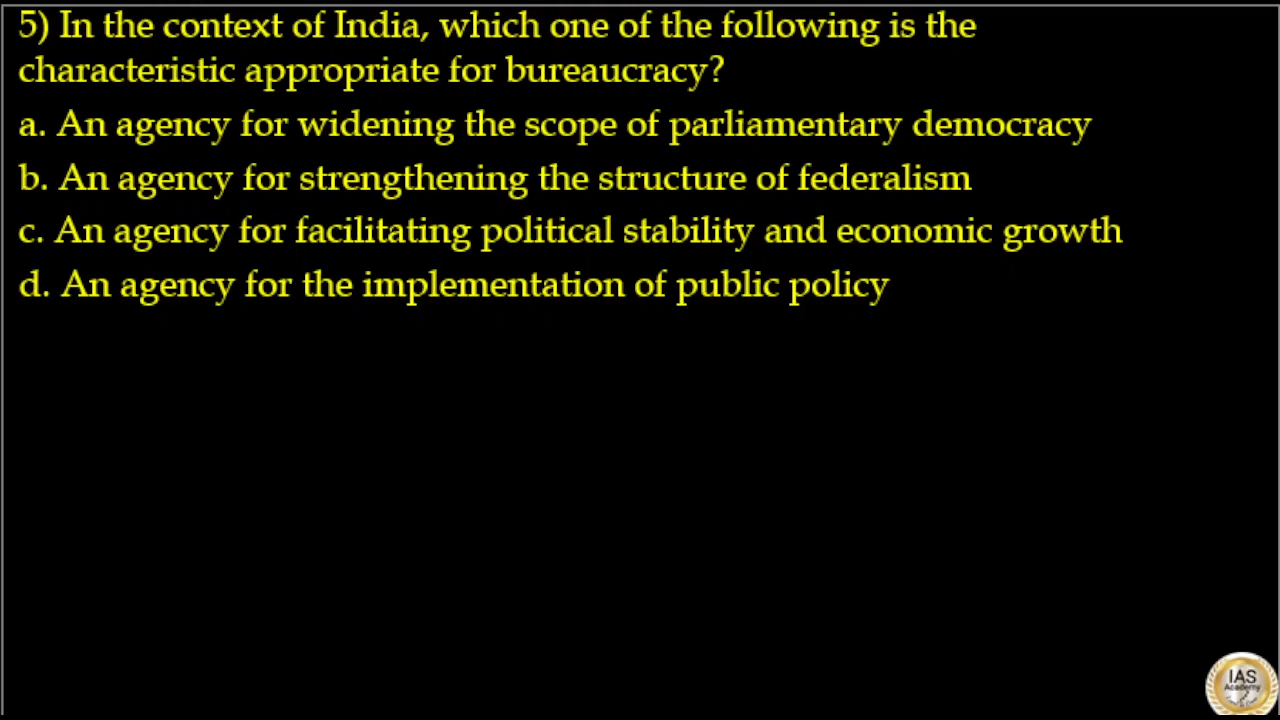 5) In the context of India, which one of the following is the
characteristic appropriate for bureaucracy?
a. An agency for widening the scope of parliamentary democracy
b. An agency for strengthening the structure of federalism
c. An agency for facilitating political stability and economic growth
d. An agency for the implementation of public policy
IAS
Academy